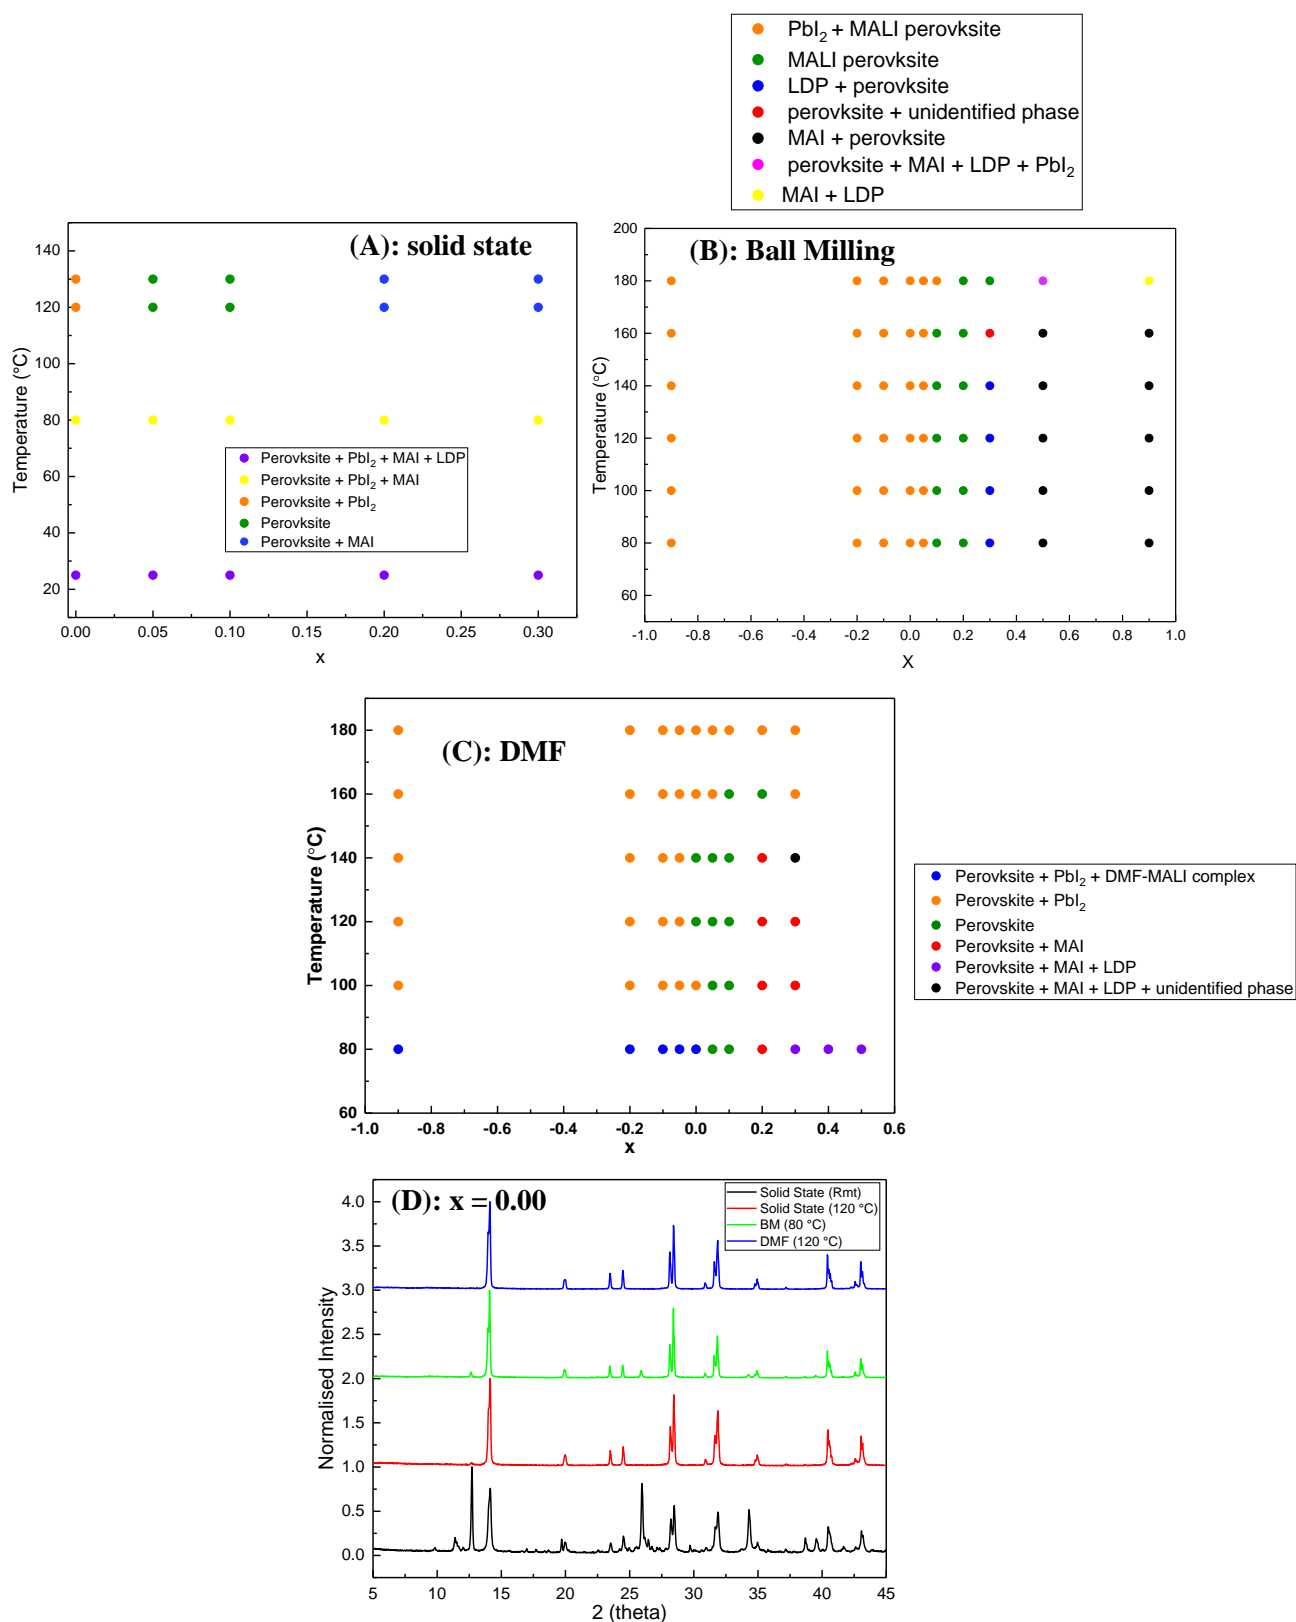 PbI2 + MALI perovksite
MALI perovksite
LDP + perovksite
perovksite + unidentified phase
MAI + perovksite
perovksite + MAI + LDP + PbI2
MAI + LDP
(A): solid state
140
120
100
80
60
40
20
Temperature (°C)
Perovksite + PbI2 + MAI + LDP
Perovksite + PbI2 + MAI
Perovksite + PbI2
Perovksite
Perovksite + MAI
0.00 0.05 0.10 0.15 0.20 0.25 0.30
x
(B): Ball Milling
200
180
160
140
120
100
80
60
Temperature (°C)
-1.0 -0.8 -0.6 -0.4 -0.2 0.0 0.2 0.4 0.6 0.8 1.0
X
(C): DMF
180
160
140
120
100
80
60
Temperature (°C)
-1.0 -0.8 -0.6 -0.4 -0.2 0.0 0.2 0.4 0.6
x
Perovksite + PbI2 + DMF-MALI complex
Perovskite + PbI2
Perovskite
Perovksite + MAI
Perovksite + MAI + LDP
Perovskite + MAI + LDP + unidentified phase
(D): x = 0.00
Solid State (Rmt)
Solid State (120 °C)
BM (80 °C)
DMF (120 °C)
4.0
3.5
3.0
2.5
2.0
1.5
1.0
0.5
0.0
Normalised Intensity
5 10 15 20 25 30 35 40 45
2 (theta)